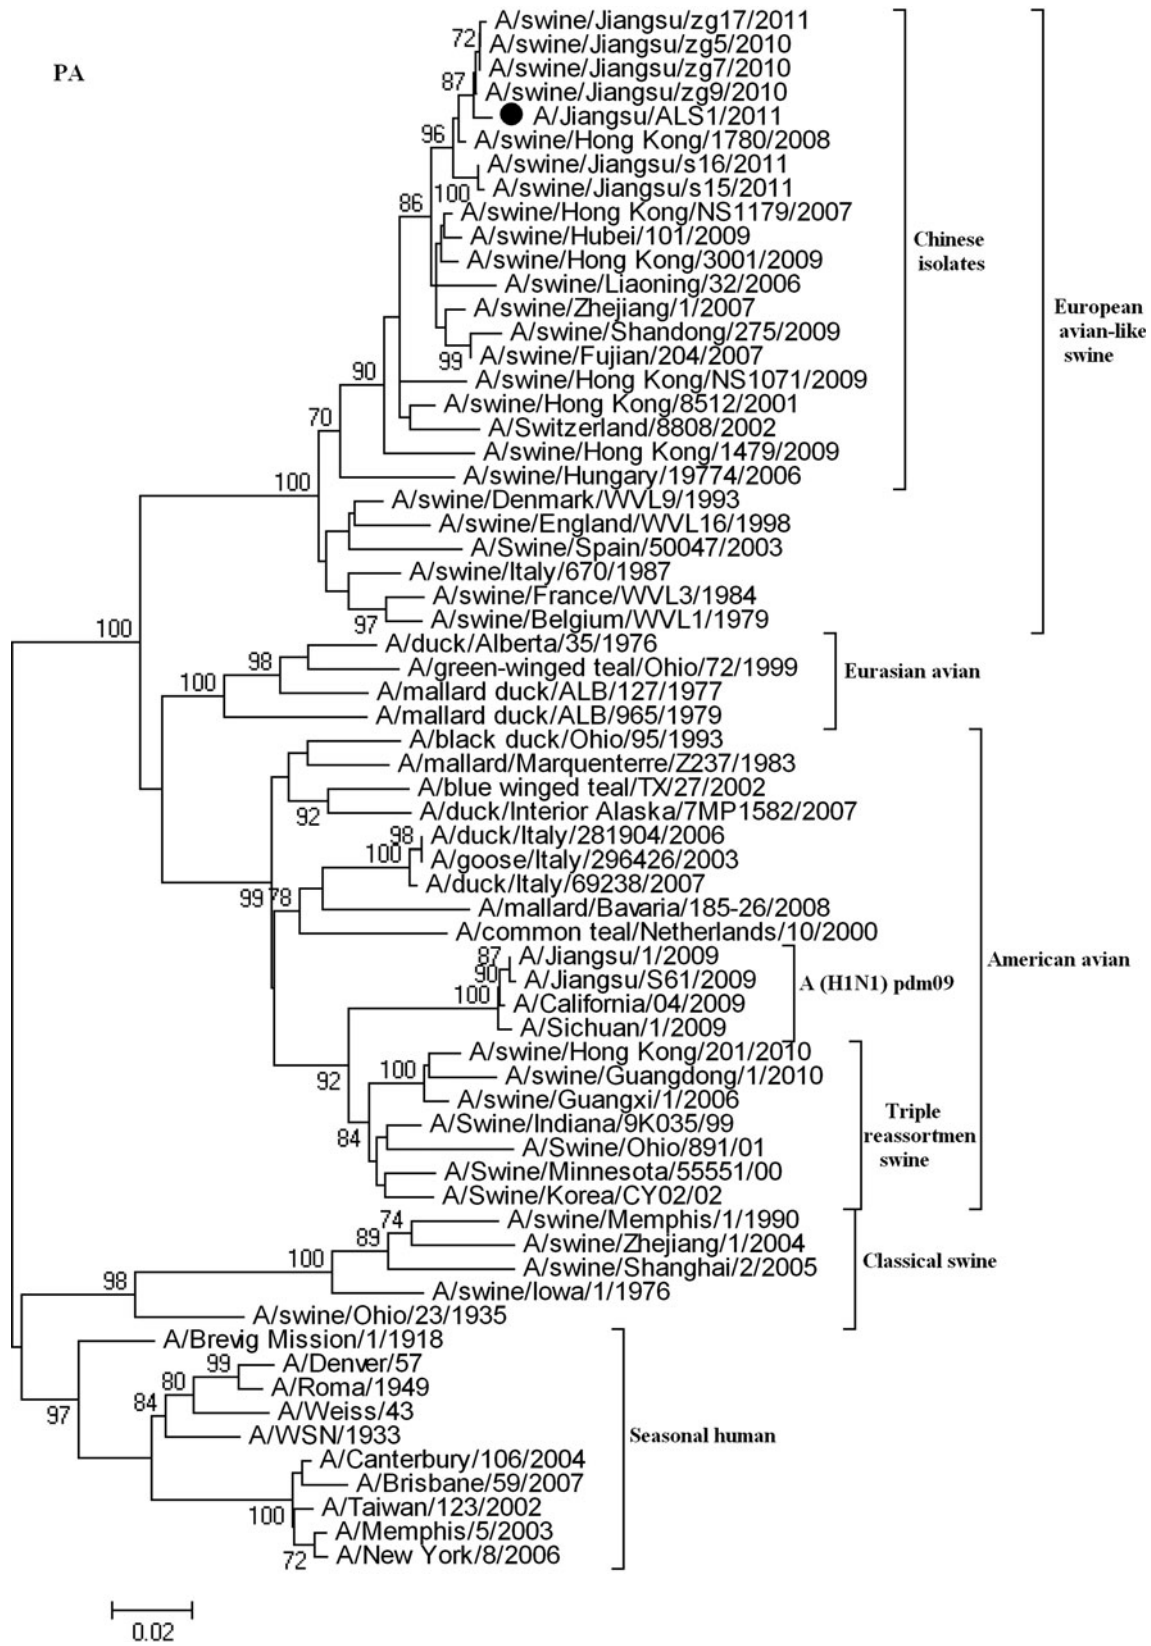 PA
A/swine/Jiangsu/zg17/2011
72
A/swine/Jiangsu/zg5/2010
A/swine/Jiangsu/zg7/2010
87
A/swine/Jiangsu/zg9/2010
A/Jiangsu/ALS1/2011
96
A/swine/Hong Kong/1780/2008
A/swine/Jiangsu/s16/2011
100
A/swine/Jiangsu/s15/2011
86
A/swine/Hong Kong/NS1179/2007
A/swine/Hubei/101/2009
A/swine/Hong Kong/3001/2009
A/swine/Liaoning/32/2006
A/swine/Zhejiang/1/2007
A/swine/Shandong/275/2009
99
A/swine/Fujian/204/2007
90
A/swine/Hong Kong/NS1071/2009
A/swine/Hong Kong/8512/2001
70
A/Switzerland/8808/2002
A/swine/Hong Kong/1479/2009
A/swine/Hungary/19774/2006
100
A/swine/Denmark/WVL9/1993
A/swine/England/WVL16/1998
A/Swine/Spain/50047/2003
A/swine/Italy/670/1987
A/swine/France/WVL3/1984
97
A/swine/Belgium/WVL1/1979
100
A/duck/Alberta/35/1976
98
A/green-winged teal/Ohio/72/1999
100
A/mallard duck/ALB/127/1977
A/mallard duck/ALB/965/1979
A/black duck/Ohio/95/1993
A/mallard/Marquenterre/Z237/1983
A/blue winged teal/TX/27/2002
92
A/duck/Interior Alaska/7MP1582/2007
98
A/duck/Italy/281904/2006
100
A/goose/Italy/296426/2003
A/duck/Italy/69238/2007
99
78
A/mallard/Bavaria/185-26/2008
A/common teal/Netherlands/10/2000
87
A/Jiangsu/1/2009
90
A/Jiangsu/S61/2009
100
A/California/04/2009
A/Sichuan/1/2009
92
A/swine/Hong Kong/201/2010
100
A/swine/Guangdong/1/2010
A/swine/Guangxi/1/2006
84
A/Swine/Indiana/9K035/99
A/Swine/Ohio/891/01
A/Swine/Minnesota/55551/00
A/Swine/Korea/CY02/02
74
A/swine/Memphis/1/1990
89
A/swine/Zhejiang/1/2004
100
A/swine/Shanghai/2/2005
98
A/swine/Iowa/1/1976
A/swine/Ohio/23/1935
A/Brevig Mission/1/1918
99
A/Denver/57
80
A/Roma/1949
84
A/Weiss/43
97
A/WSN/1933
A/Canterbury/106/2004
A/Brisbane/59/2007
100
A/Taiwan/123/2002
A/Memphis/5/2003
72
A/New York/8/2006
0.02
Chinese
isolates
European
avian-like
swine
Eurasian avian
American avian
A (H1N1) pdm09
Triple
reassortmen
swine
Classical swine
Seasonal human